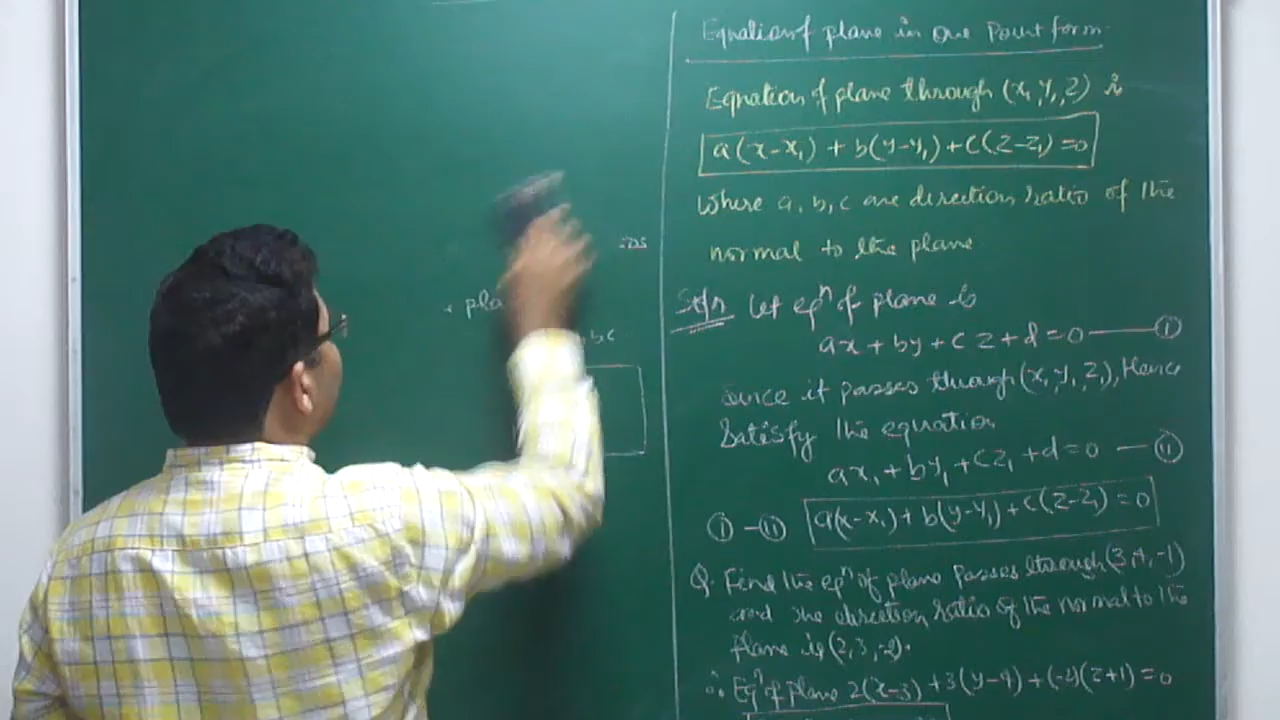 + pla
, b, c
Equation of plane in one point form
Equation of plane through (x₁, y₁, z) is
a(x-x₁) + b(y-y₁) + c(z-z₁) = 0
where a, b, c are direction ratio of the
normal to the plane
Soln Let eqⁿ of plane is
ax + by + cz + d = 0 — (I)
Since it passes through (x₁, y₁, z₁), Hence
satisfy the equation
ax₁ + by₁ + cz₁ + d = 0 — (II)
(I) - (II) a(x-x₁) + b(y-y₁) + c(z-z₁) = 0
Q. Find the eqⁿ of plane passes through (3, 4, -1)
and the direction ratio of the normal to the
plane is (2, 3, -2).
∴ Eqⁿ of plane 2(x-3) + 3(y-4) + (-2)(z+1) = 0